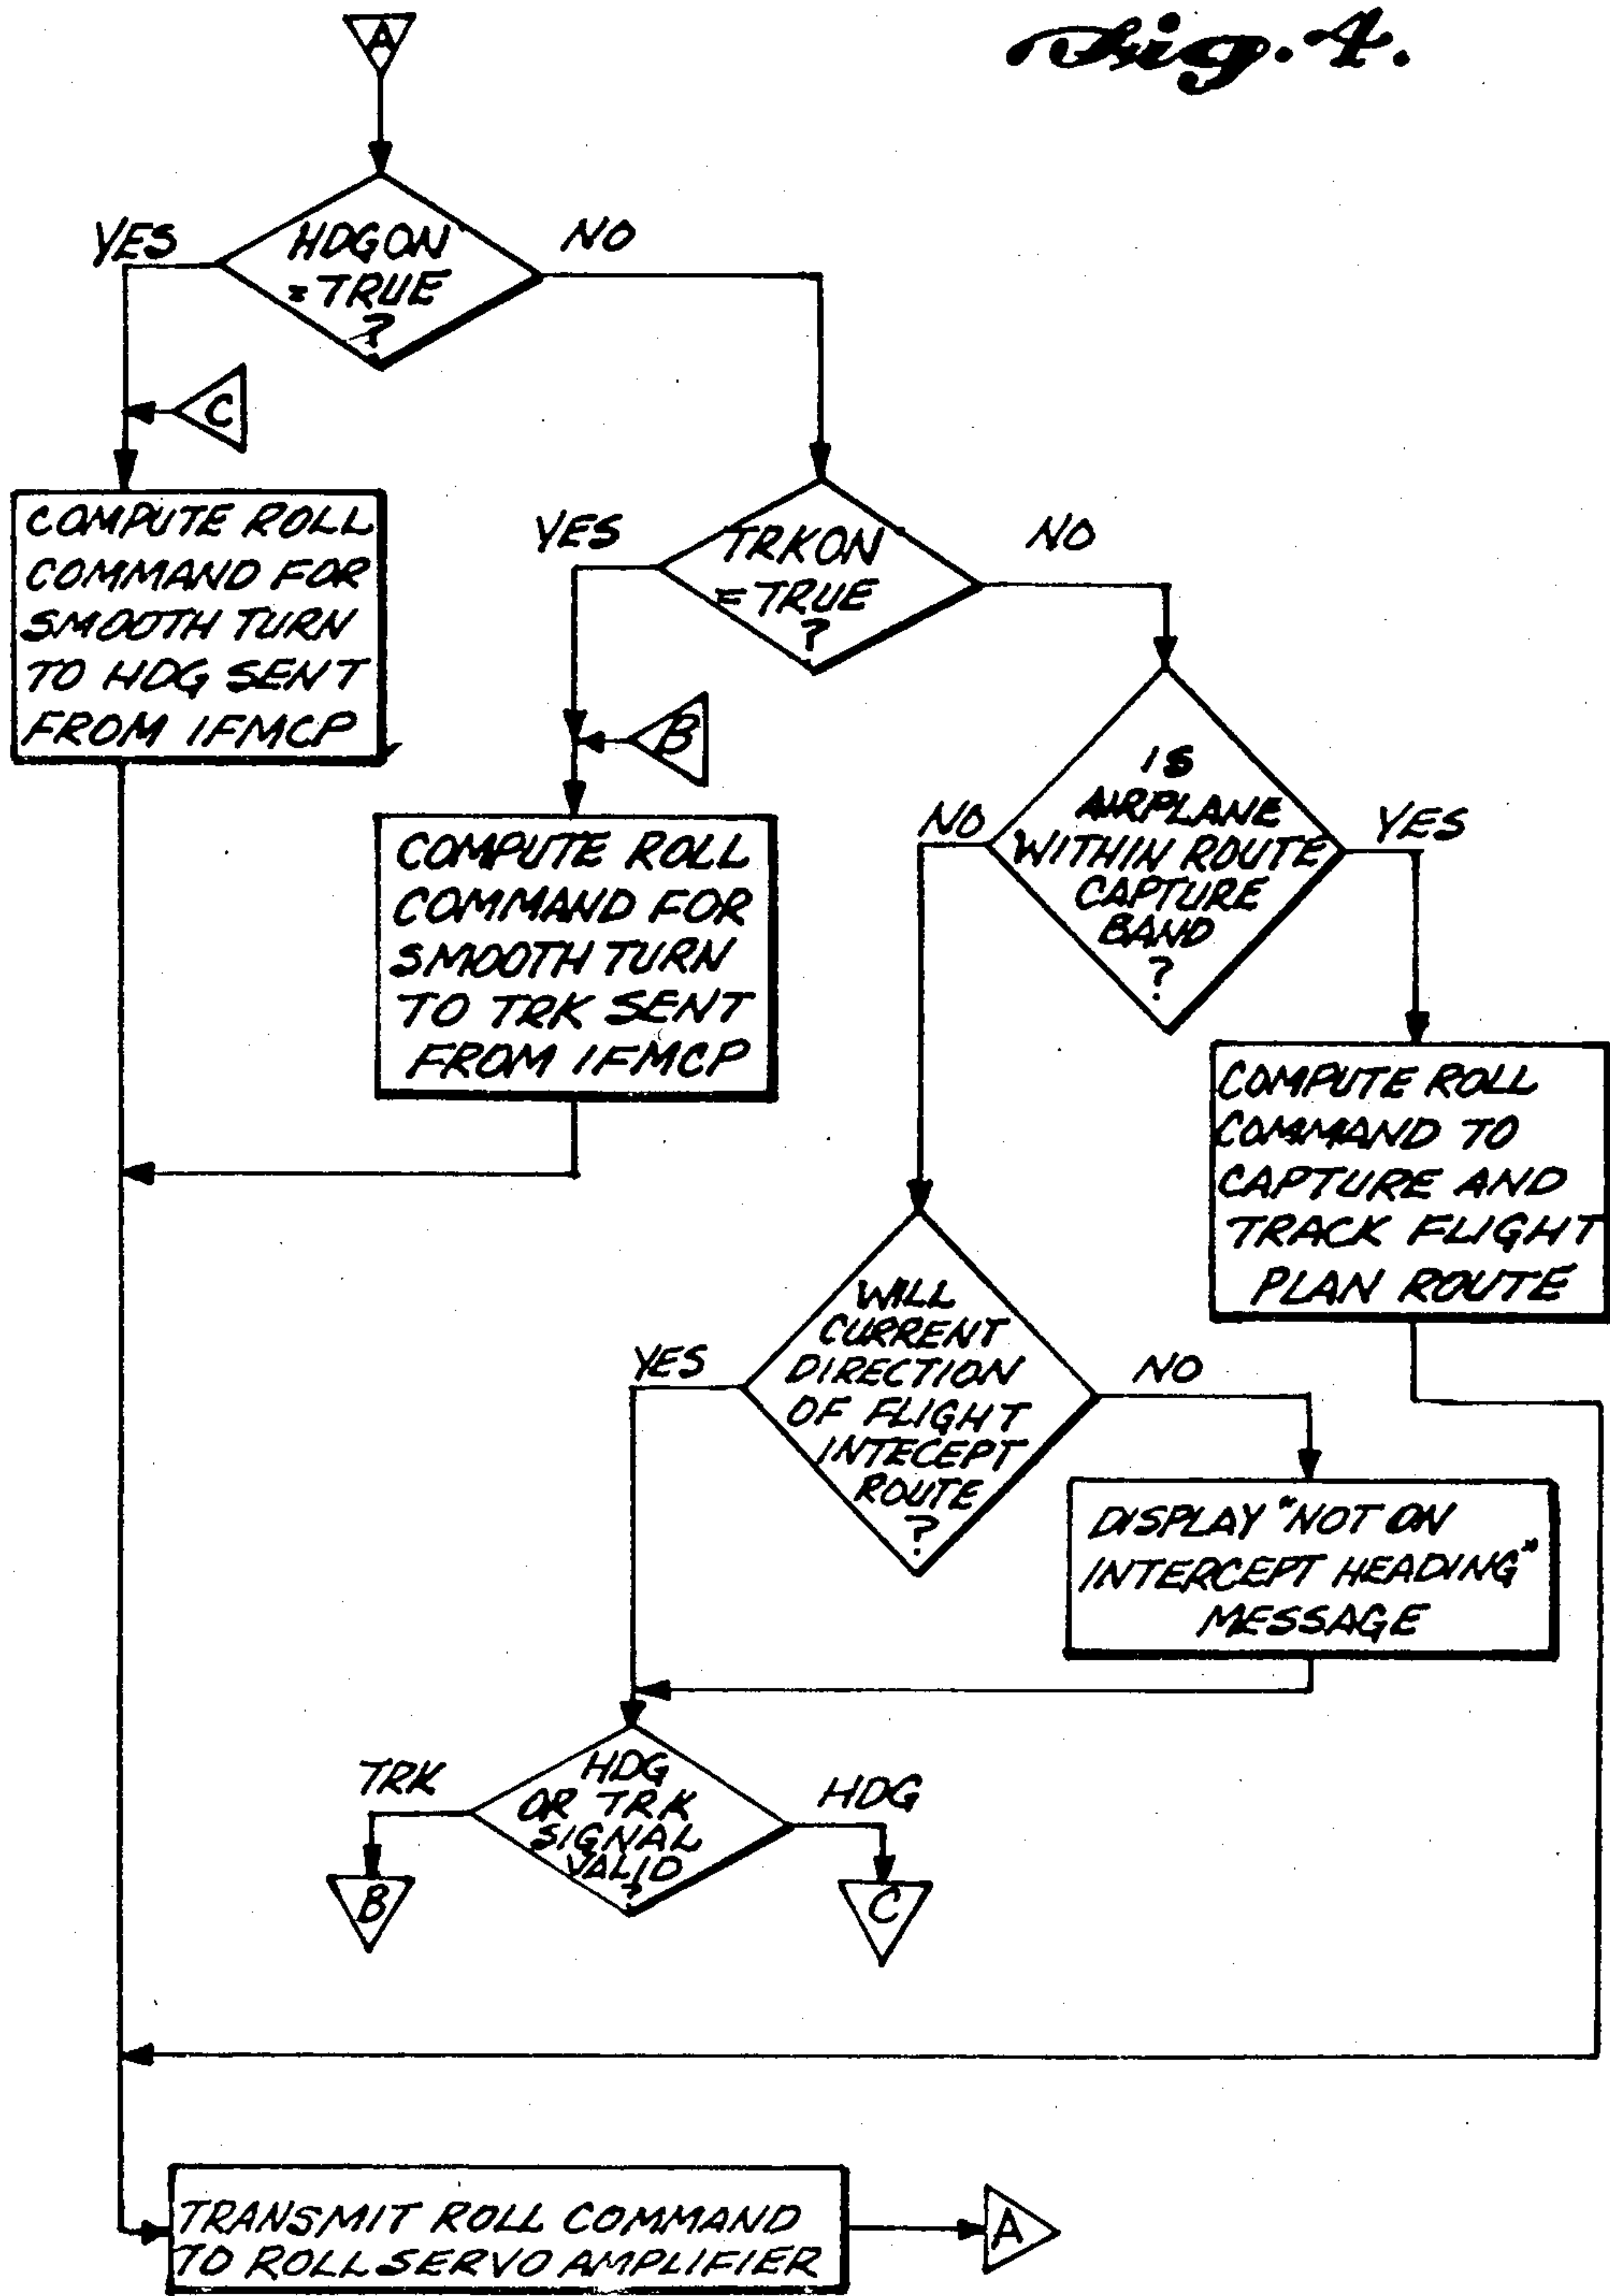 Fig. 4.
A
HDGON
= TRUE
?
YES
NO
C
COMPUTE ROLL
COMMAND FOR
SMOOTH TURN
TO HDG SENT
FROM IFMCP
TRKON
= TRUE
?
YES
NO
B
COMPUTE ROLL
COMMAND FOR
SMOOTH TURN
TO TRK SENT
FROM IFMCP
IS
AIRPLANE
WITHIN ROUTE
CAPTURE
BAND
?
NO
YES
COMPUTE ROLL
COMMAND TO
CAPTURE AND
TRACK FLIGHT
PLAN ROUTE
WILL
CURRENT
DIRECTION
OF FLIGHT
INTECEPT
ROUTE
?
YES
NO
DISPLAY "NOT ON
INTERCEPT HEADING"
MESSAGE
HDG
OR TRK
SIGNAL
VALID
?
TRK
HDG
B
C
TRANSMIT ROLL COMMAND
TO ROLL SERVO AMPLIFIER
A